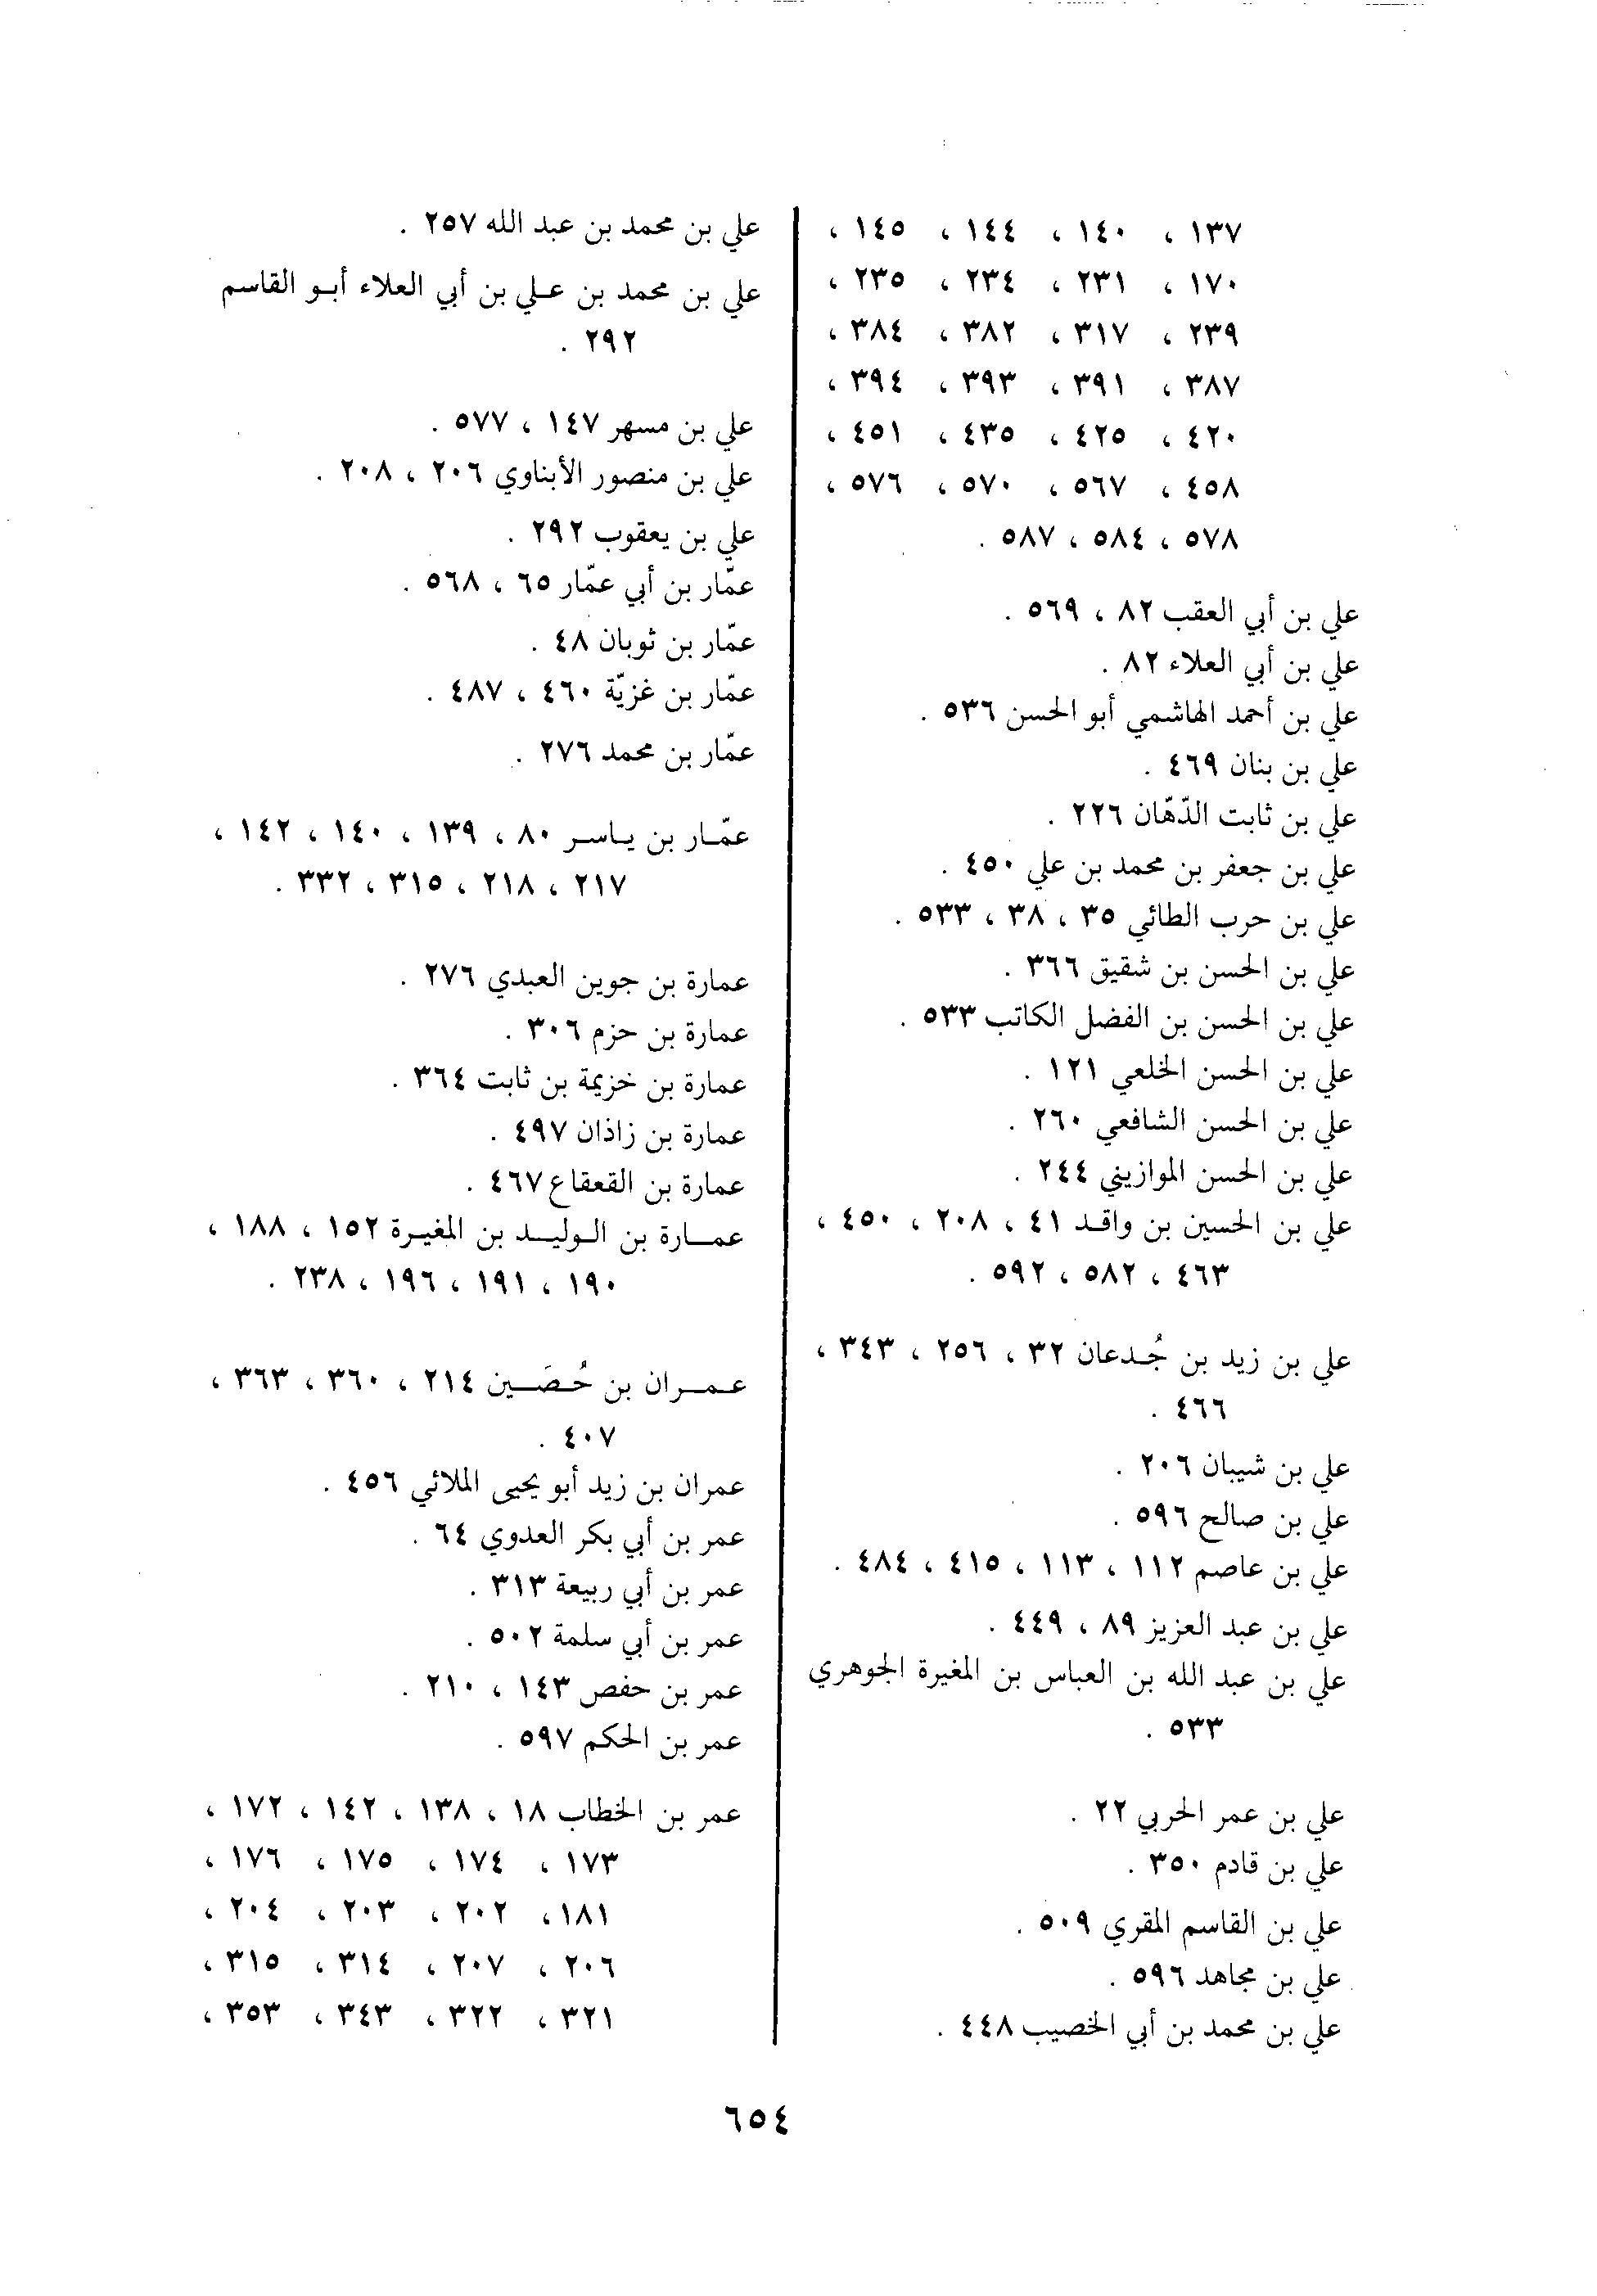 ١٣٧ ، ١٤٠ ، ١٤٤ ، ١٤٥ ،
١٧٠ ، ٢٣١ ، ٢٣٤ ، ٢٣٥ ،
٢٣٩ ، ٣١٧ ، ٣٨٢ ، ٣٨٤ ،
٣٨٧ ، ٣٩١ ، ٣٩٣ ، ٣٩٤ ،
٤٢٠ ، ٤٢٥ ، ٤٣٥ ، ٤٥١ ،
٤٥٨ ، ٥٦٧ ، ٥٧٠ ، ٥٧٦ ،
٥٧٨ ، ٥٨٤ ، ٥٨٧ .
علي بن أبي العقب ٨٢ ، ٥٦٩ .
علي بن أبي العلاء ٨٢ .
علي بن أحمد الهاشمي أبو الحسن ٥٣٦ .
علي بن بنان ٤٦٩ .
علي بن ثابت الدّهّان ٢٢٦ .
علي بن جعفر بن محمد بن علي ٤٥٠ .
علي بن حرب الطائي ٣٥ ، ٣٨ ، ٥٣٣ .
علي بن الحسن بن شقيق ٣٦٦ .
علي بن الحسن بن الفضل الكاتب ٥٣٣ .
علي بن الحسن الخلعي ١٢١ .
علي بن الحسن الشافعي ٢٦٠ .
علي بن الحسن الموازيني ٢٤٤ .
علي بن الحسين بن واقد ٤١ ، ٢٠٨ ، ٤٥٠ ،
٤٦٣ ، ٥٨٢ ، ٥٩٢ .
علي بن زيد بن جُدعان ٣٢ ، ٢٥٦ ، ٣٤٣ ،
٤٦٦ .
علي بن شيبان ٢٠٦ .
علي بن صالح ٥٩٦ .
علي بن عاصم ١١٢ ، ١١٣ ، ٤١٥ ، ٤٨٤ .
علي بن عبد العزيز ٨٩ ، ٤٤٩ .
علي بن عبد الله بن العباس بن المغيرة الجوهري
٥٣٣ .
علي بن عمر الحربي ٢٢ .
علي بن قادم ٣٥٠ .
علي بن القاسم المقري ٥٠٩ .
علي بن مجاهد ٥٩٦ .
علي بن محمد بن أبي الخصيب ٤٤٨ .
علي بن محمد بن عبد الله ٢٥٧ .
علي بن محمد بن علي بن أبي العلاء أبو القاسم
٢٩٢ .
علي بن مسهر ١٤٧ ، ٥٧٧ .
علي بن منصور الأبناوي ٢٠٦ ، ٢٠٨ .
علي بن يعقوب ٢٩٢ .
عمّار بن أبي عمّار ٦٥ ، ٥٦٨ .
عمّار بن ثوبان ٤٨ .
عمّار بن غزيّة ٤٦٠ ، ٤٨٧ .
عمّار بن محمد ٢٧٦ .
عمّار بن ياسر ٨٠ ، ١٣٩ ، ١٤٠ ، ١٤٢ ،
٢١٧ ، ٢١٨ ، ٣١٥ ، ٣٣٢ .
عمارة بن جوين العبدي ٢٧٦ .
عمارة بن حزم ٣٠٦ .
عمارة بن خزيمة بن ثابت ٣٦٤ .
عمارة بن زاذان ٤٩٧ .
عمارة بن القعقاع ٤٦٧ .
عمارة بن الوليد بن المغيرة ١٥٢ ، ١٨٨ ،
١٩٠ ، ١٩١ ، ١٩٦ ، ٢٣٨ .
عمران بن حُصَين ٢١٤ ، ٣٦٠ ، ٣٦٣ ،
٤٠٧ .
عمران بن زيد أبو يحيى الملائي ٤٥٦ .
عمر بن أبي بكر العدوي ٦٤ .
عمر بن أبي ربيعة ٣١٣ .
عمر بن أبي سلمة ٥٠٢ .
عمر بن حفص ١٤٣ ، ٢١٠ .
عمر بن الحكم ٥٩٧ .
عمر بن الخطاب ١٨ ، ١٣٨ ، ١٤٢ ، ١٧٢ ،
١٧٣ ، ١٧٤ ، ١٧٥ ، ١٧٦ ،
١٨١ ، ٢٠٢ ، ٢٠٣ ، ٢٠٤ ،
٢٠٦ ، ٢٠٧ ، ٣١٤ ، ٣١٥ ،
٣٢١ ، ٣٢٢ ، ٣٤٣ ، ٣٥٣ ،
٦٥٤